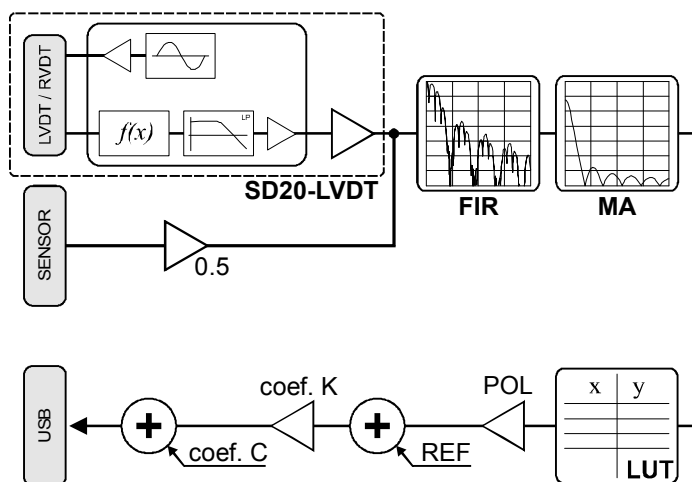 LVDT / RVDT
f(x)
LP
SD20-LVDT
FIR
MA
SENSOR
0.5
USB
coef. C
coef. K
REF
POL
x y
LUT